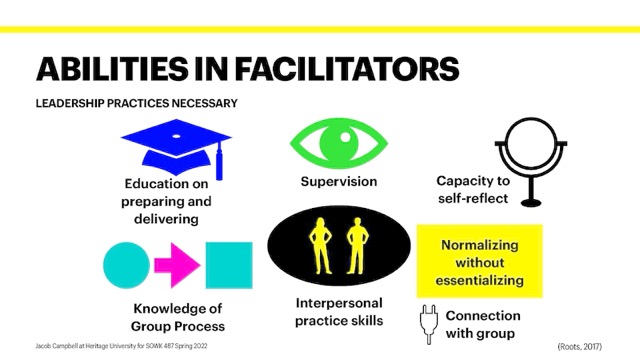 ABILITIES IN FACILITATORS
LEADERSHIP PRACTICES NECESSARY
Education on
preparing and
delivering
Supervision
Capacity to
self-reflect
Knowledge of
Group Process
Interpersonal
practice skills
Normalizing
without
essentializing
Connection
with group
Jacob Campbell at Heritage University for SOWK 487 Spring 2022
(Roots, 2017)